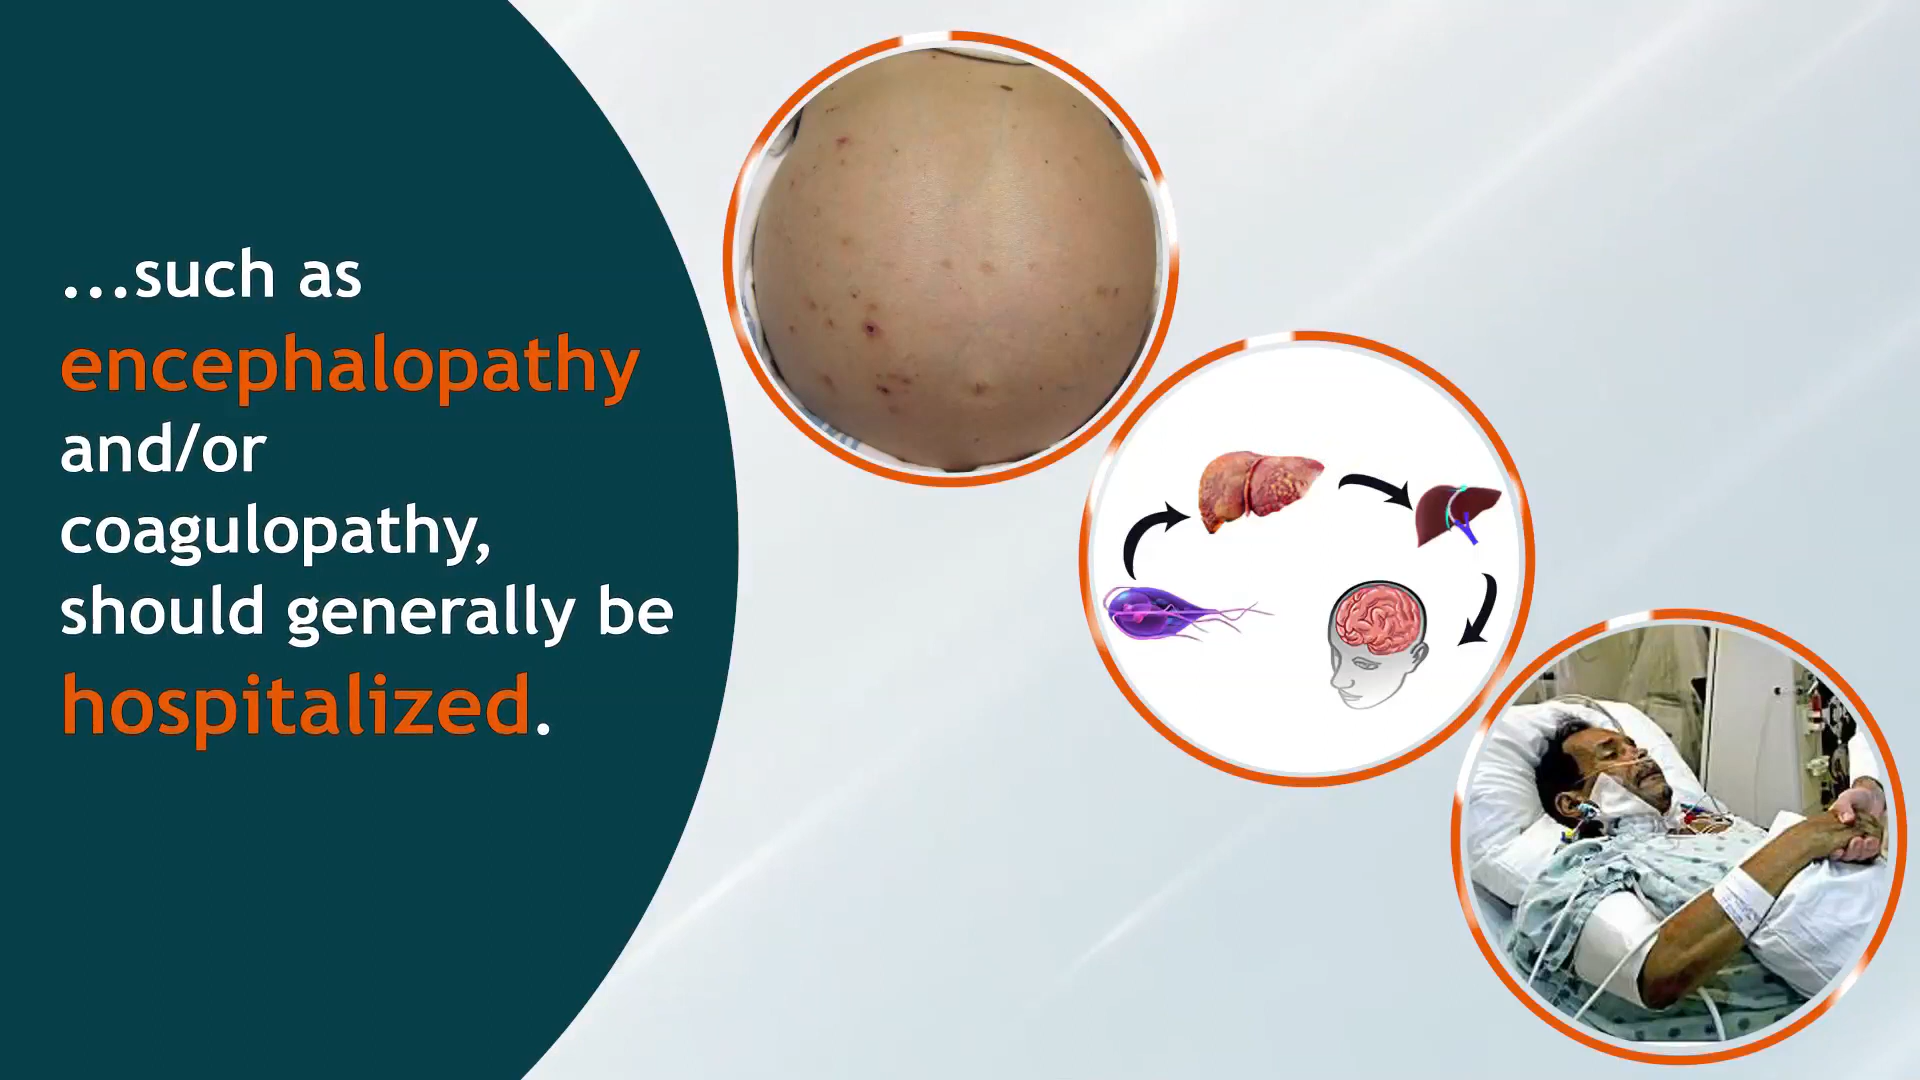 ...such as
encephalopathy
and/or
coagulopathy,
should generally be
hospitalized.